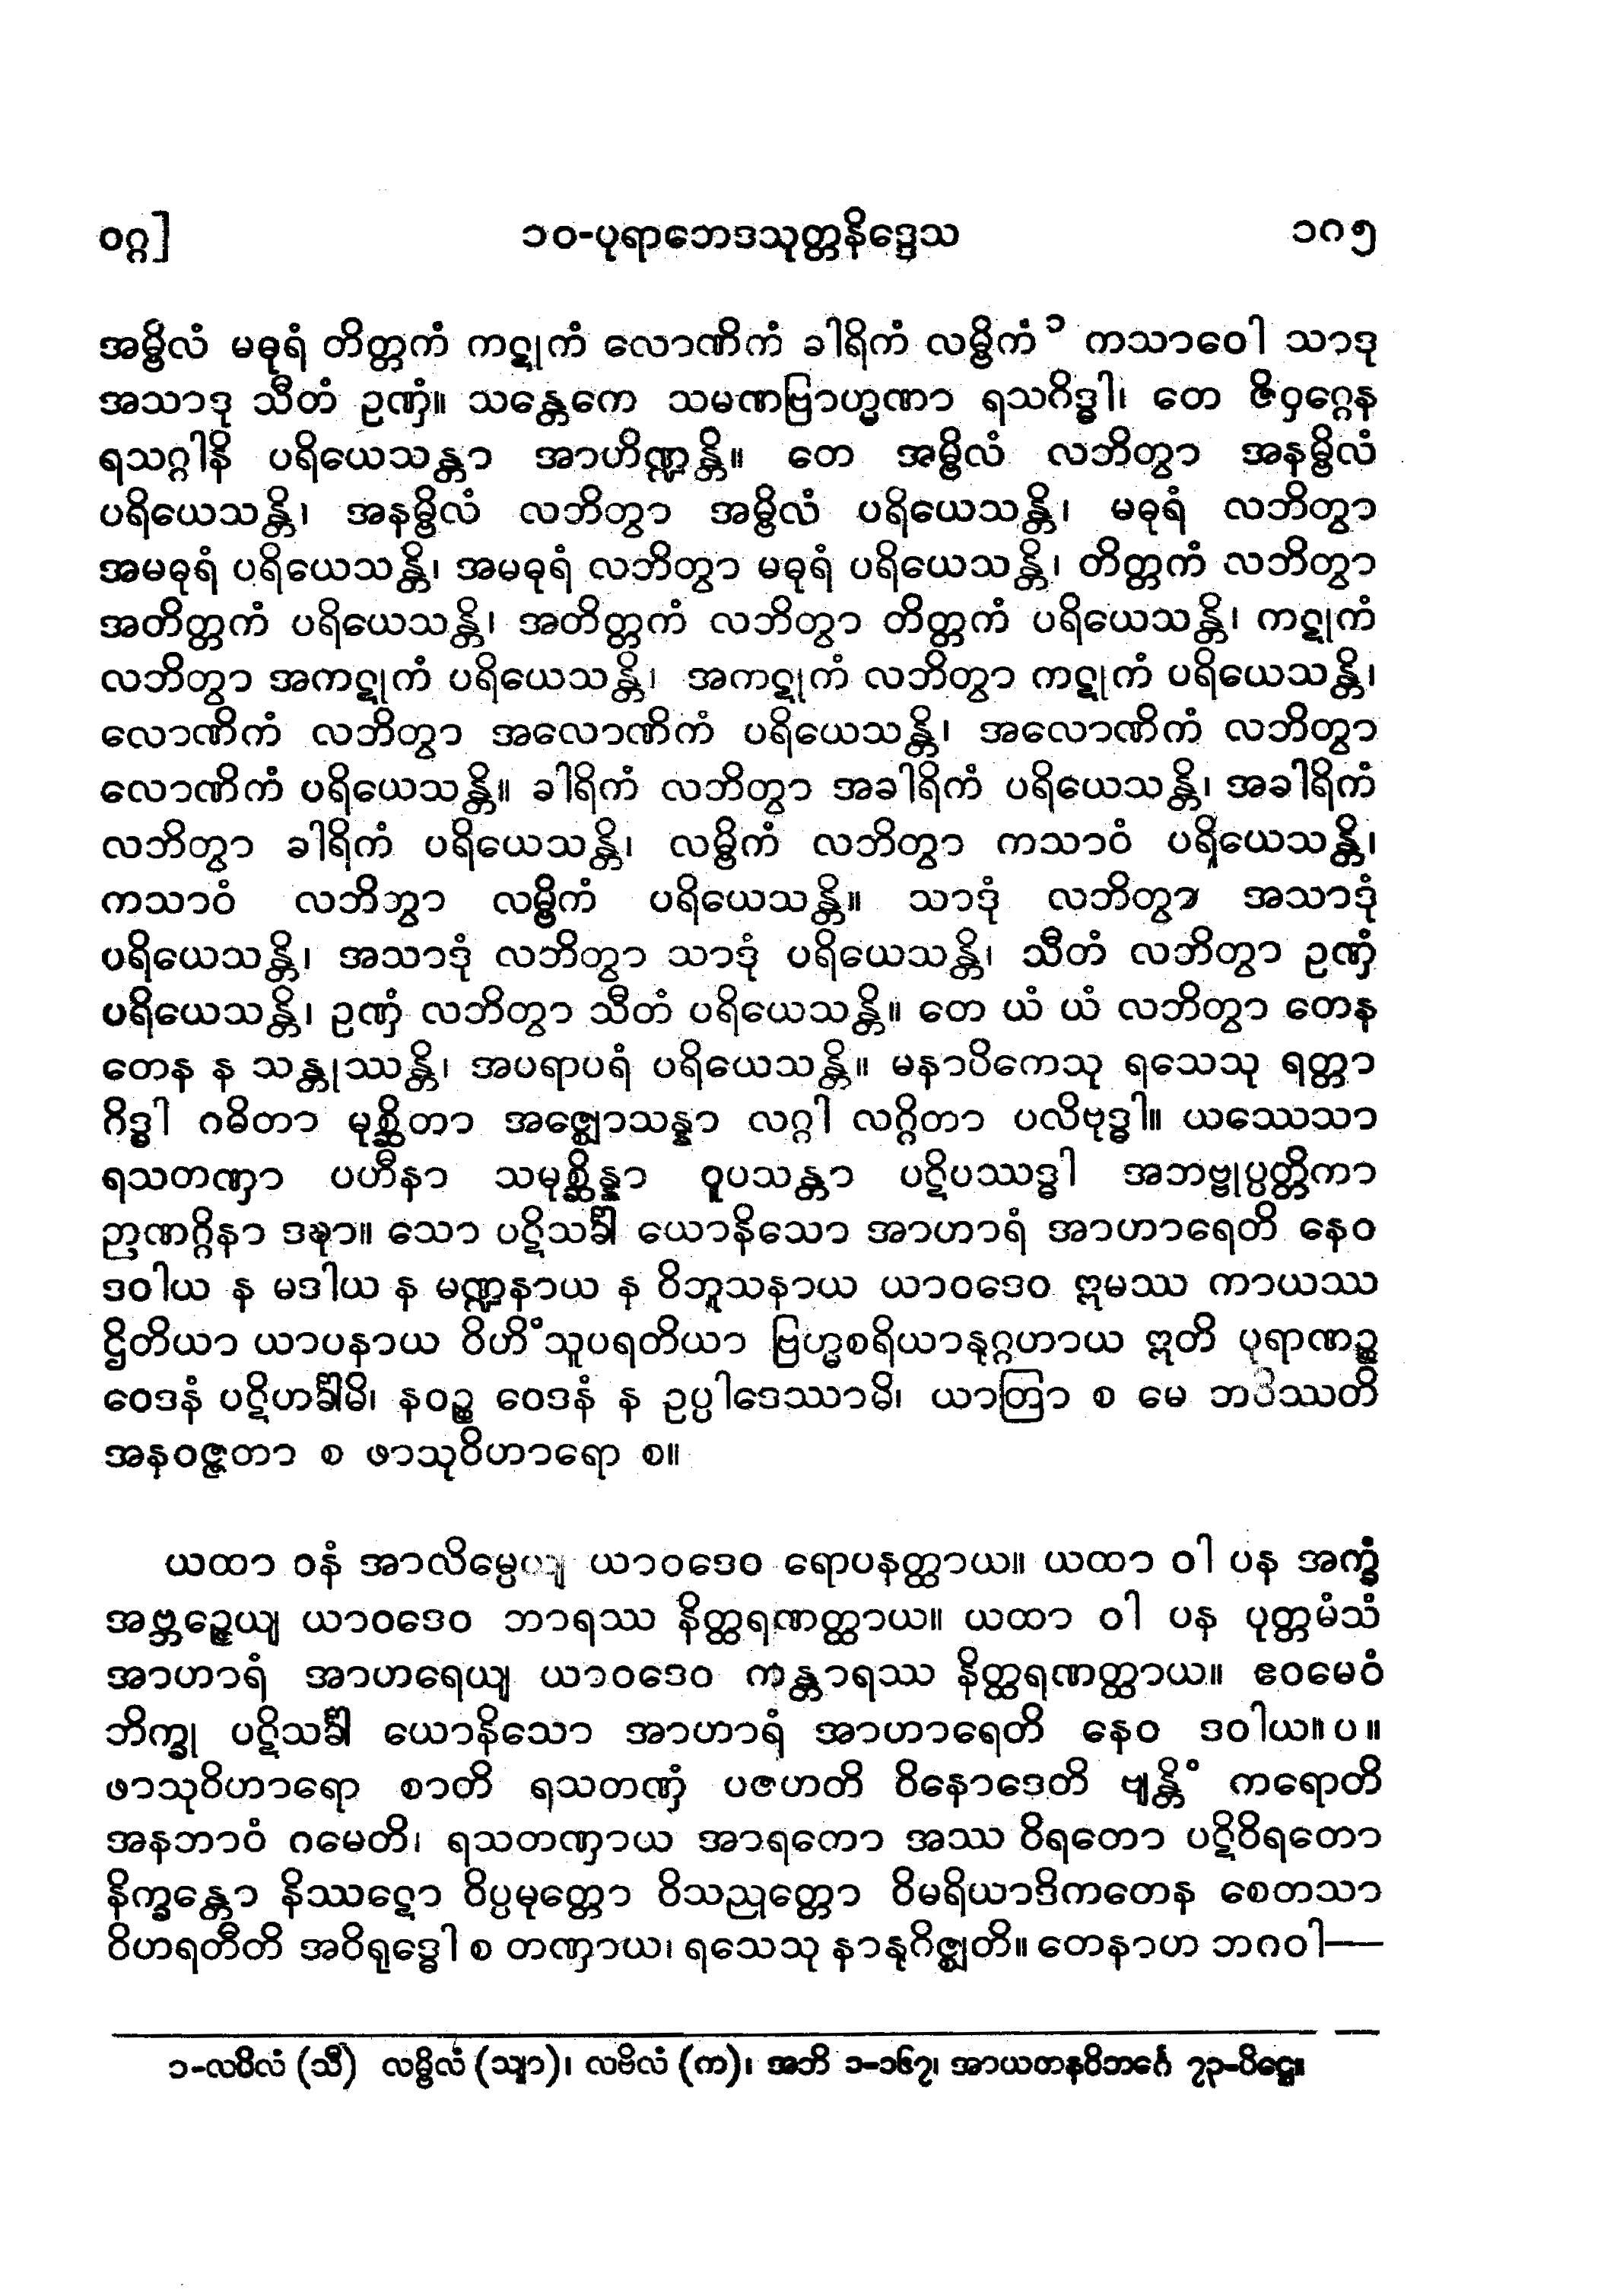 ဝဂ္ဂ] ၁၀-ပုရာဘေဒသုတ္တနိဒ္ဒေသ ၁၈၅
အမ္ဗိလံ မဓုရံ တိတ္တကံ ကဋုကံ လောဏိကံ ခါရိကံ လမ္ဗိကံ ၁ ကသာဝေါ သာဒု
အသာဒု သီတံ ဥဏှံ။ သန္တေကေ သမဏဗြာဟ္မဏာ ရသဂိဒ္ဓါ၊ တေ ဇိဝှဂ္ဂေန
ရသဂ္ဂါနိ ပရိယေသန္တာ အာဟိဏ္ဍန္တိ။ တေ အမ္ဗိလံ လဘိတွာ အနမ္ဗိလံ
ပရိယေသန္တိ၊ အနမ္ဗိလံ လဘိတွာ အမ္ဗိလံ ပရိယေသန္တိ၊ မဓုရံ လဘိတွာ
အမဓုရံ ပရိယေသန္တိ၊ အမဓုရံ လဘိတွာ မဓုရံ ပရိယေသန္တိ၊ တိတ္တကံ လဘိတွာ
အတိတ္တကံ ပရိယေသန္တိ၊ အတိတ္တကံ လဘိတွာ တိတ္တကံ ပရိယေသန္တိ၊ ကဋုကံ
လဘိတွာ အကဋုကံ ပရိယေသန္တိ၊ အကဋုကံ လဘိတွာ ကဋုကံ ပရိယေသန္တိ၊
လောဏိကံ လဘိတွာ အလောဏိကံ ပရိယေသန္တိ၊ အလောဏိကံ လဘိတွာ
လောဏိကံ ပရိယေသန္တိ။ ခါရိကံ လဘိတွာ အခါရိကံ ပရိယေသန္တိ၊ အခါရိကံ
လဘိတွာ ခါရိကံ ပရိယေသန္တိ၊ လမ္ဗိကံ လဘိတွာ ကသာဝံ ပရိယေသန္တိ၊
ကသာဝံ လဘိတွာ လမ္ဗိကံ ပရိယေသန္တိ။ သာဒုံ လဘိတွာ အသာဒုံ
ပရိယေသန္တိ၊ အသာဒုံ လဘိတွာ သာဒုံ ပရိယေသန္တိ၊ သီတံ လဘိတွာ ဥဏှံ
ပရိယေသန္တိ၊ ဥဏှံ လဘိတွာ သီတံ ပရိယေသန္တိ။ တေ ယံ ယံ လဘိတွာ တေန
တေန န သန္တုဿန္တိ၊ အပရာပရံ ပရိယေသန္တိ။ မနာပိကေသု ရသေသု ရတ္တာ
ဂိဒ္ဓါ ဂဓိတာ မုစ္ဆိတာ အဇ္ဈောသန္နာ လဂ္ဂါ လဂ္ဂိတာ ပလိဗုဒ္ဓါ။ ယဿေသာ
ရသတဏှာ ပဟီနာ သမုစ္ဆိန္နာ ဝူပသန္တာ ပဋိပဿဒ္ဓါ အဘဗ္ဗုပ္ပတ္တိကာ
ဉာဏဂ္ဂိနာ ဒဍ္ဎာ။ သော ပဋိသင်္ခါ ယောနိသော အာဟာရံ အာဟာရေတိ နေဝ
ဒဝါယ န မဒါယ န မဏ္ဍနာယ န ဝိဘူသနာယ ယာဝဒေဝ ဣမဿ ကာယဿ
ဌိတိယာ ယာပနာယ ဝိဟိံသူပရတိယာ ဗြဟ္မစရိယာနုဂ္ဂဟာယ ဣတိ ပုရာဏဉ္စ
ဝေဒနံ ပဋိဟင်္ခါမိ၊ နဝဉ္စ ဝေဒနံ န ဥပ္ပါဒေဿာမိ၊ ယာတြာ စ မေ ဘဝိဿတိ
အနဝဇ္ဇတာ စ ဖာသုဝိဟာရော စ။
ယထာ ဝနံ အာလိမ္ပေယျ ယာဝဒေဝ ရောပနတ္ထာယ။ ယထာ ဝါ ပန အက္ခံ
အဗ္ဘဉ္ဇေယျ ယာဝဒေဝ ဘာရဿ နိတ္ထရဏတ္ထာယ။ ယထာ ဝါ ပန ပုတ္တမံသံ
အာဟာရံ အာဟရေယျ ယာဝဒေဝ ကန္တာရဿ နိတ္ထရဏတ္ထာယ။ ဧဝမေဝံ
ဘိက္ခု ပဋိသင်္ခါ ယောနိသော အာဟာရံ အာဟာရေတိ နေဝ ဒဝါယ။ ပ ။
ဖာသုဝိဟာရော စာတိ ရသတဏှံ ပဇဟတိ ဝိနောဒေတိ ဗျန္တိံ ကရောတိ
အနဘာဝံ ဂမေတိ၊ ရသတဏှာယ အာရကော အဿ ဝိရတော ပဋိဝိရတော
နိက္ခန္တော နိဿဋော ဝိပ္ပမုတ္တော ဝိသညုတ္တော ဝိမရိယာဒိကတေန စေတသာ
ဝိဟရတီတိ အဝိရုဒ္ဓေါ စ တဏှာယ၊ ရသေသု နာနုဂိဇ္ဈတိ။ တေနာဟ ဘဂဝါ—
၁-လပိလံ (သီ) လမ္ဗိလံ (သျာ)၊ လဗိလံ (က)၊ အဘိ ၁-၁၆၇၊ အာယတနဝိဘင်္ဂေ ၇၃-ပိဋ္ဌေ။